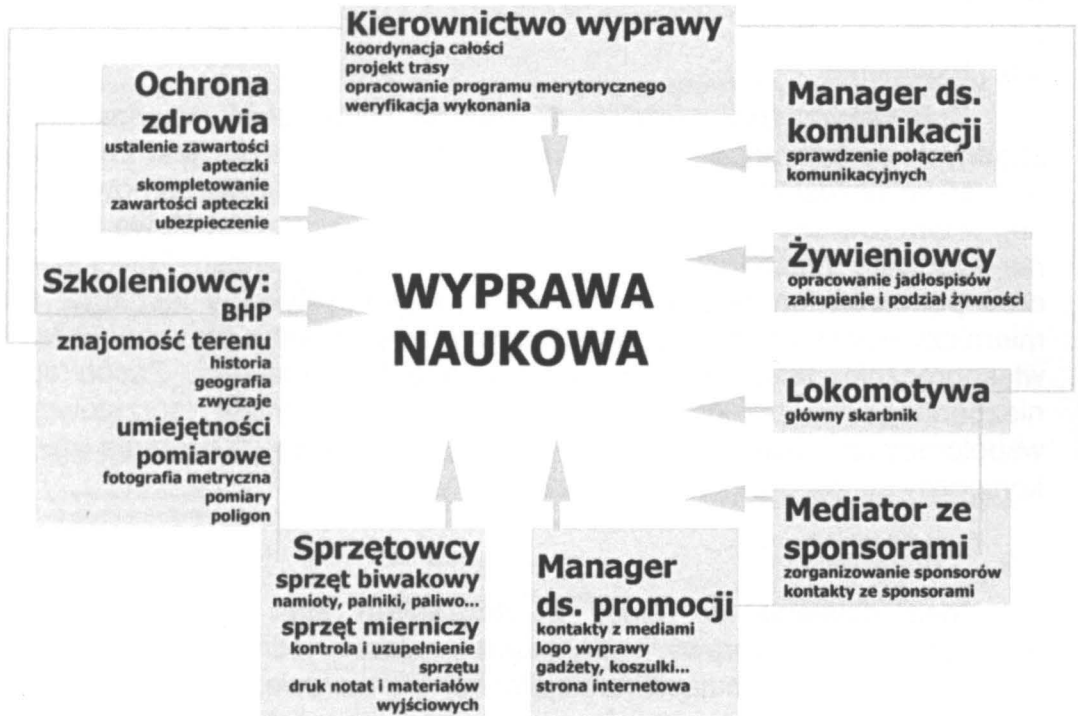 Kierownictwo wyprawy
koordynacja całości
projekt trasy
opracowanie programu merytorycznego
weryfikacja wykonania
Ochrona
zdrowia
ustalenie zawartości
apteczki
skompletowanie
zawartości apteczki
ubezpieczenie
Manager ds.
komunikacji
sprawdzenie połączeń
komunikacyjnych
Szkoleniowcy:
BHP
znajomość terenu
historia
geografia
zwyczaje
umiejętności
pomiarowe
fotografia metryczna
pomiary
poligon
WYPRAWA
NAUKOWA
Żywieniowcy
opracowanie jadłospisów
zakupienie i podział żywności
Lokomotywa
główny skarbnik
Mediator ze
sponsorami
zorganizowanie sponsorów
kontakty ze sponsorami
Sprzętowcy
sprzęt biwakowy
namioty, palniki, paliwo...
sprzęt mierniczy
kontrola i uzupełnienie
sprzętu
druk notat i materiałów
wyjściowych
Manager
ds. promocji
kontakty z mediami
logo wyprawy
gadżety, koszulki...
strona internetowa